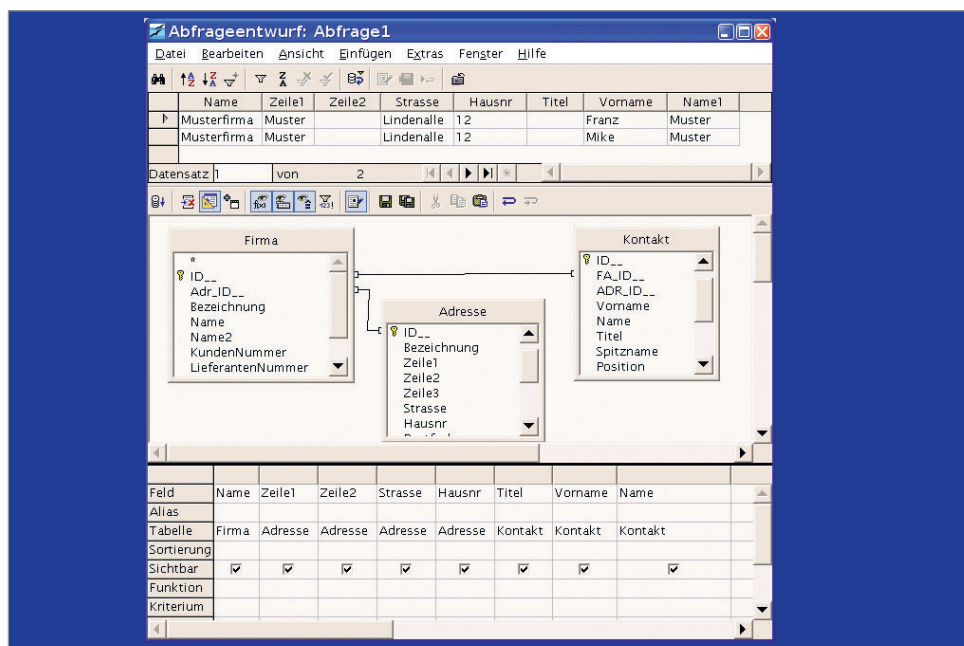 Abfrageentwurf: Abfrage1
Datei Bearbeiten Ansicht Einfügen Extras Fenster Hilfe
Name Zeile1 Zeile2 Strasse Hausnr Titel Vorname Name1
Musterfirma Muster Lindenalle 12 Franz Muster
Musterfirma Muster Lindenalle 12 Mike Muster
Datensatz 1 von 2
Firma
*
ID__
Adr_ID__
Bezeichnung
Name
Name2
KundenNummer
LieferantenNummer
Adresse
ID__
Bezeichnung
Zeile1
Zeile2
Zeile3
Strasse
Hausnr
Kontakt
ID__
FA_ID__
ADR_ID__
Vorname
Name
Titel
Spitzname
Position
Feld Name Zeile1 Zeile2 Strasse Hausnr Titel Vorname Name
Alias
Tabelle Firma Adresse Adresse Adresse Adresse Kontakt Kontakt Kontakt
Sortierung
Sichtbar
Funktion
Kriterium